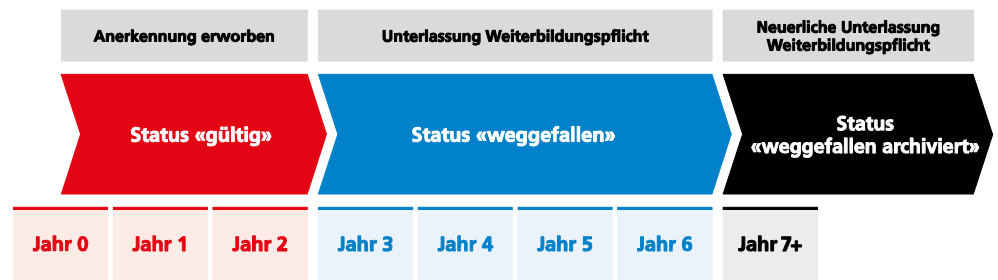 Anerkennung erworben
Unterlassung Weiterbildungspflicht
Neuerliche Unterlassung
Weiterbildungspflicht
Status «gültig»
Status «weggefallen»
Status
«weggefallen archiviert»
Jahr 0
Jahr 1
Jahr 2
Jahr 3
Jahr 4
Jahr 5
Jahr 6
Jahr 7+